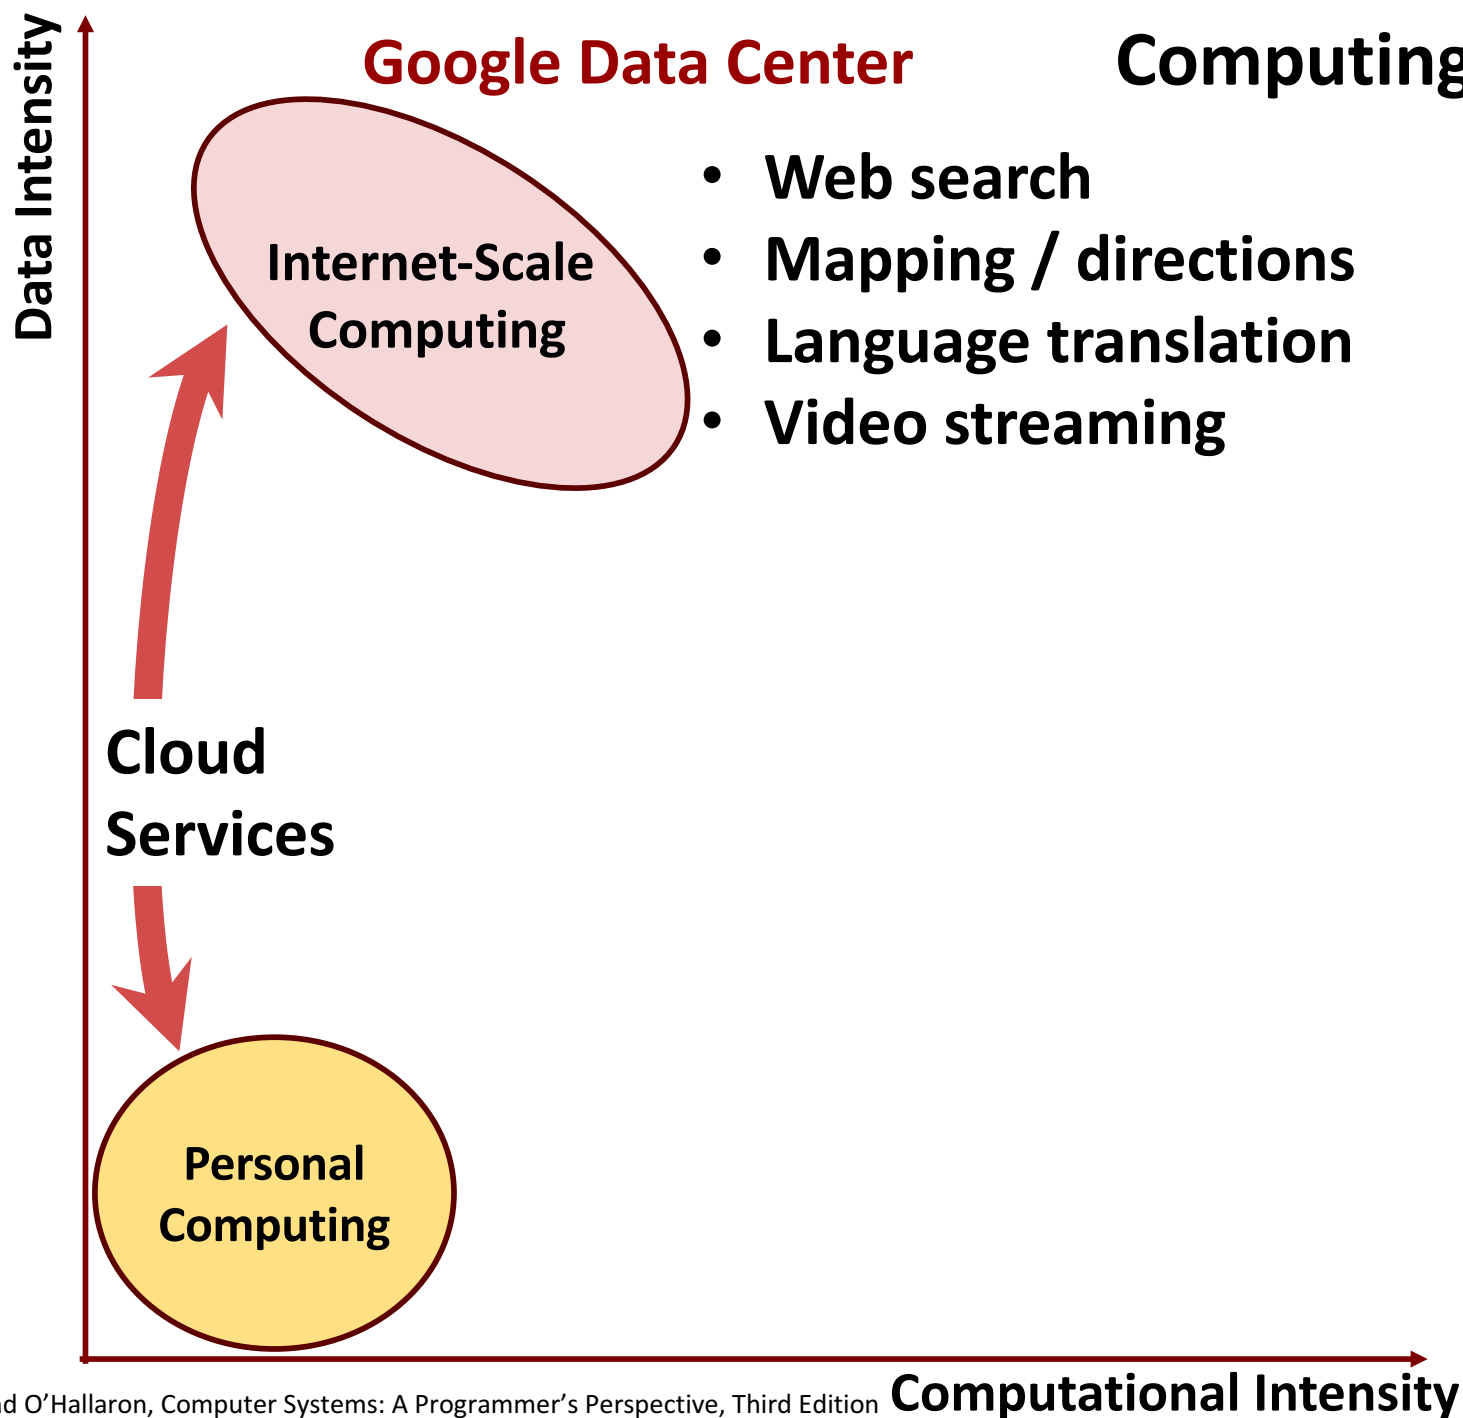 Data Intensity
Google Data Center
Computing
• Web search
• Mapping / directions
• Language translation
• Video streaming
Internet-Scale
Computing
Cloud
Services
Personal
Computing
O’Hallaron, Computer Systems: A Programmer’s Perspective, Third Edition
Computational Intensity